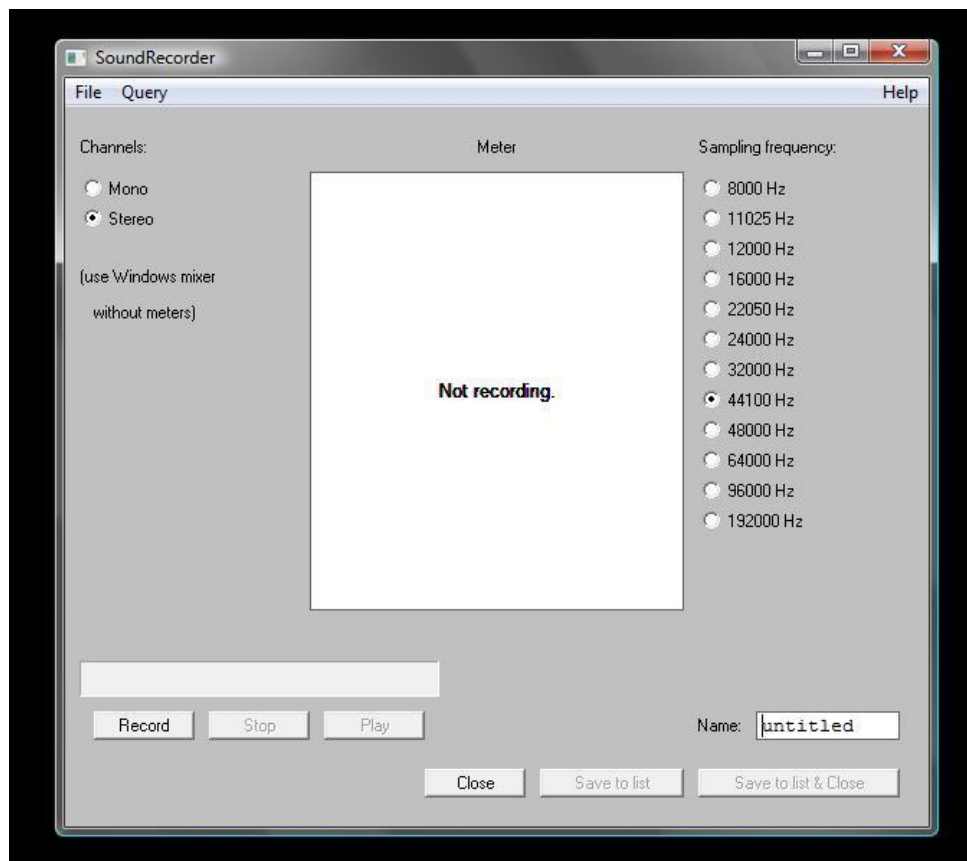 SoundRecorder
File Query Help
Channels:
Mono
Stereo
(use Windows mixer
without meters)
Meter
Not recording.
Sampling frequency:
8000 Hz
11025 Hz
12000 Hz
16000 Hz
22050 Hz
24000 Hz
32000 Hz
44100 Hz
48000 Hz
64000 Hz
96000 Hz
192000 Hz
Record Stop Play
Name: untitled
Close Save to list Save to list & Close